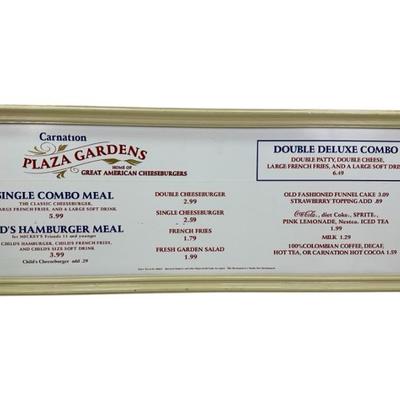 Carnation
PLAZA GARDENS
HOME OF
GREAT AMERICAN CHEESEBURGERS
SINGLE COMBO MEAL
THE CLASSIC CHEESEBURGER,
LARGE FRENCH FRIES, AND A LARGE SOFT DRINK
5.99
D'S HAMBURGER MEAL
for MICKEY'S Friends 11 and younger
CHILD'S HAMBURGER, CHILD'S FRENCH FRIES,
AND CHILD'S SIZE SOFT DRINK
3.99
Child's Cheeseburger add .29
DOUBLE CHEESEBURGER
2.99
SINGLE CHEESEBURGER
2.59
FRENCH FRIES
1.79
FRESH GARDEN SALAD
1.99
DOUBLE DELUXE COMBO
DOUBLE PATTY, DOUBLE CHEESE,
LARGE FRENCH FRIES, AND A LARGE SOFT DRIN
6.49
OLD FASHIONED FUNNEL CAKE 3.09
STRAWBERRY TOPPING ADD .89
Coca-Cola, diet Coke, SPRITE,
PINK LEMONADE, Nestea. ICED TEA
1.99
MILK 1.29
100% COLOMBIAN COFFEE, DECAF,
HOT TEA, OR CARNATION HOT COCOA 1.59